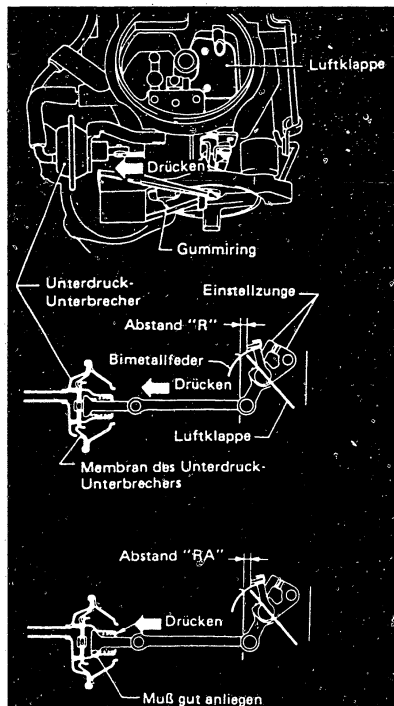 Luftklappe
Drücken
Gummiring
Unterdruck-
Unterbrecher
Einstellzunge
Abstand "R"
Bimetallfeder
Drücken
Luftklappe
Membran des Unterdruck-
Unterbrechers
Abstand "RA"
Drücken
Muß gut anliegen